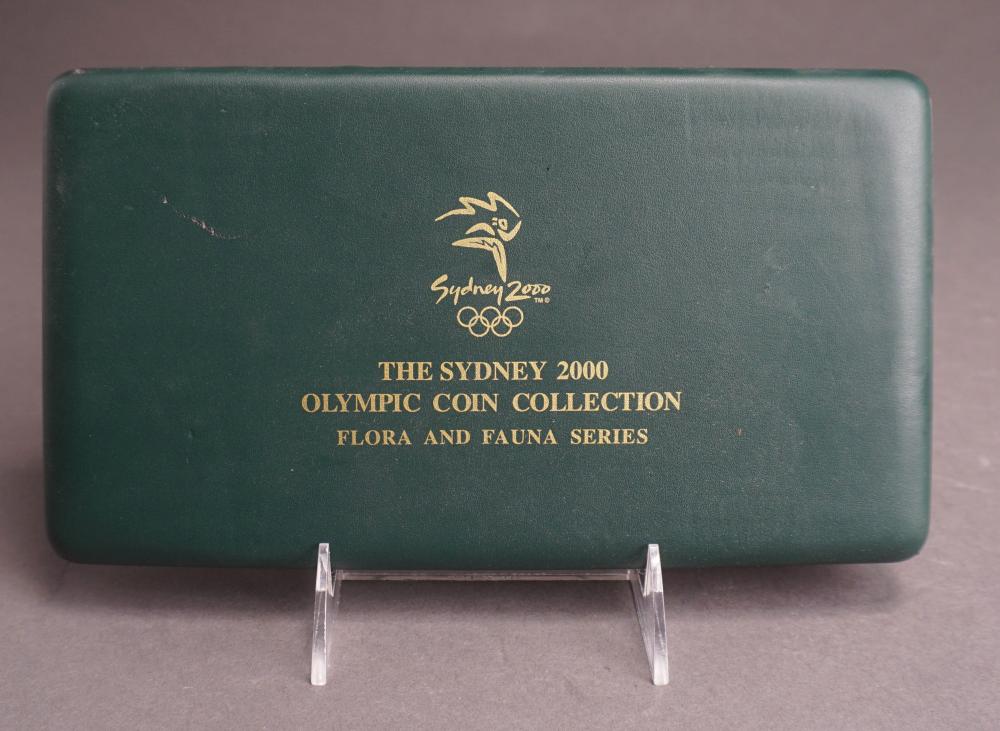 Sydney 2000
TM ©
THE SYDNEY 2000
OLYMPIC COIN COLLECTION
FLORA AND FAUNA SERIES